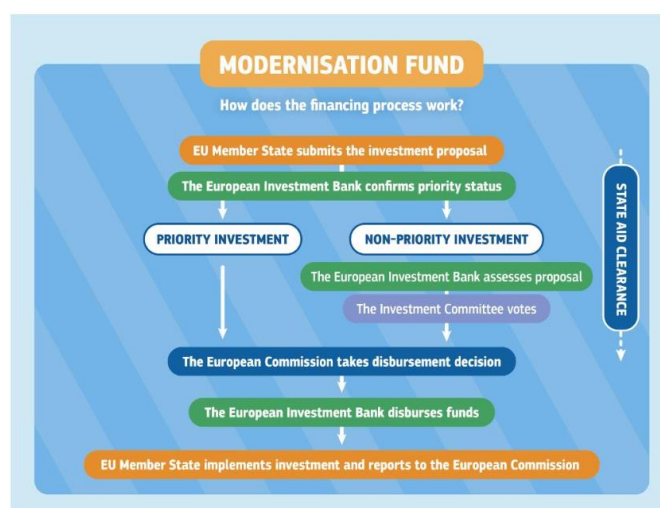 MODERNISATION FUND
How does the financing process work?
EU Member State submits the investment proposal
The European Investment Bank confirms priority status
PRIORITY INVESTMENT
NON-PRIORITY INVESTMENT
The European Investment Bank assesses proposal
The Investment Committee votes
The European Commission takes disbursement decision
The European Investment Bank disburses funds
EU Member State implements investment and reports to the European Commission
STATE AID CLEARANCE